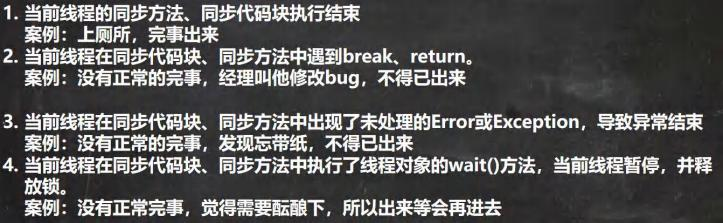 1. 当前线程的同步方法、同步代码块执行结束
案例：上厕所，完事出来
2. 当前线程在同步代码块、同步方法中遇到break、return。
案例：没有正常的完事，经理叫他修改bug，不得已出来
3. 当前线程在同步代码块、同步方法中出现了未处理的Error或Exception，导致异常结束
案例：没有正常的完事，发现忘带纸，不得已出来
4. 当前线程在同步代码块、同步方法中执行了线程对象的wait()方法，当前线程暂停，并释
放锁。
案例：没有正常完事，觉得需要酝酿下，所以出来等会再进去